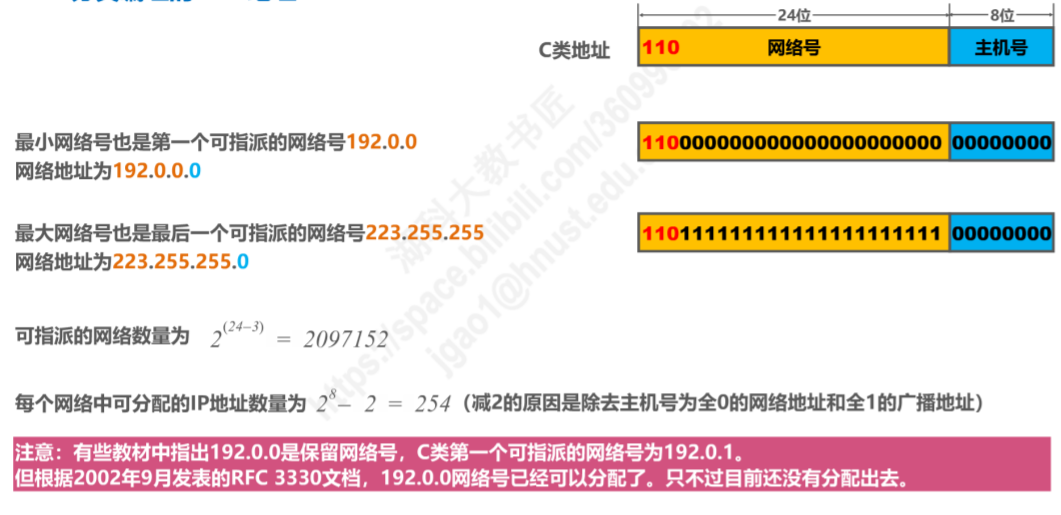 24位 8位
C类地址 110 网络号 主机号
最小网络号也是第一个可指派的网络号192.0.0
网络地址为192.0.0.0
110000000000000000000000 00000000
最大网络号也是最后一个可指派的网络号223.255.255
网络地址为223.255.255.0
110111111111111111111111 00000000
可指派的网络数量为 2^(24-3) = 2097152
每个网络中可分配的IP地址数量为 2^8 - 2 = 254（减2的原因是除去主机号为全0的网络地址和全1的广播地址）
注意：有些教材中指出192.0.0是保留网络号，C类第一个可指派的网络号为192.0.1。
但根据2002年9月发表的RFC 3330文档，192.0.0网络号已经可以分配了。只不过目前还没有分配出去。
湖科大教书匠